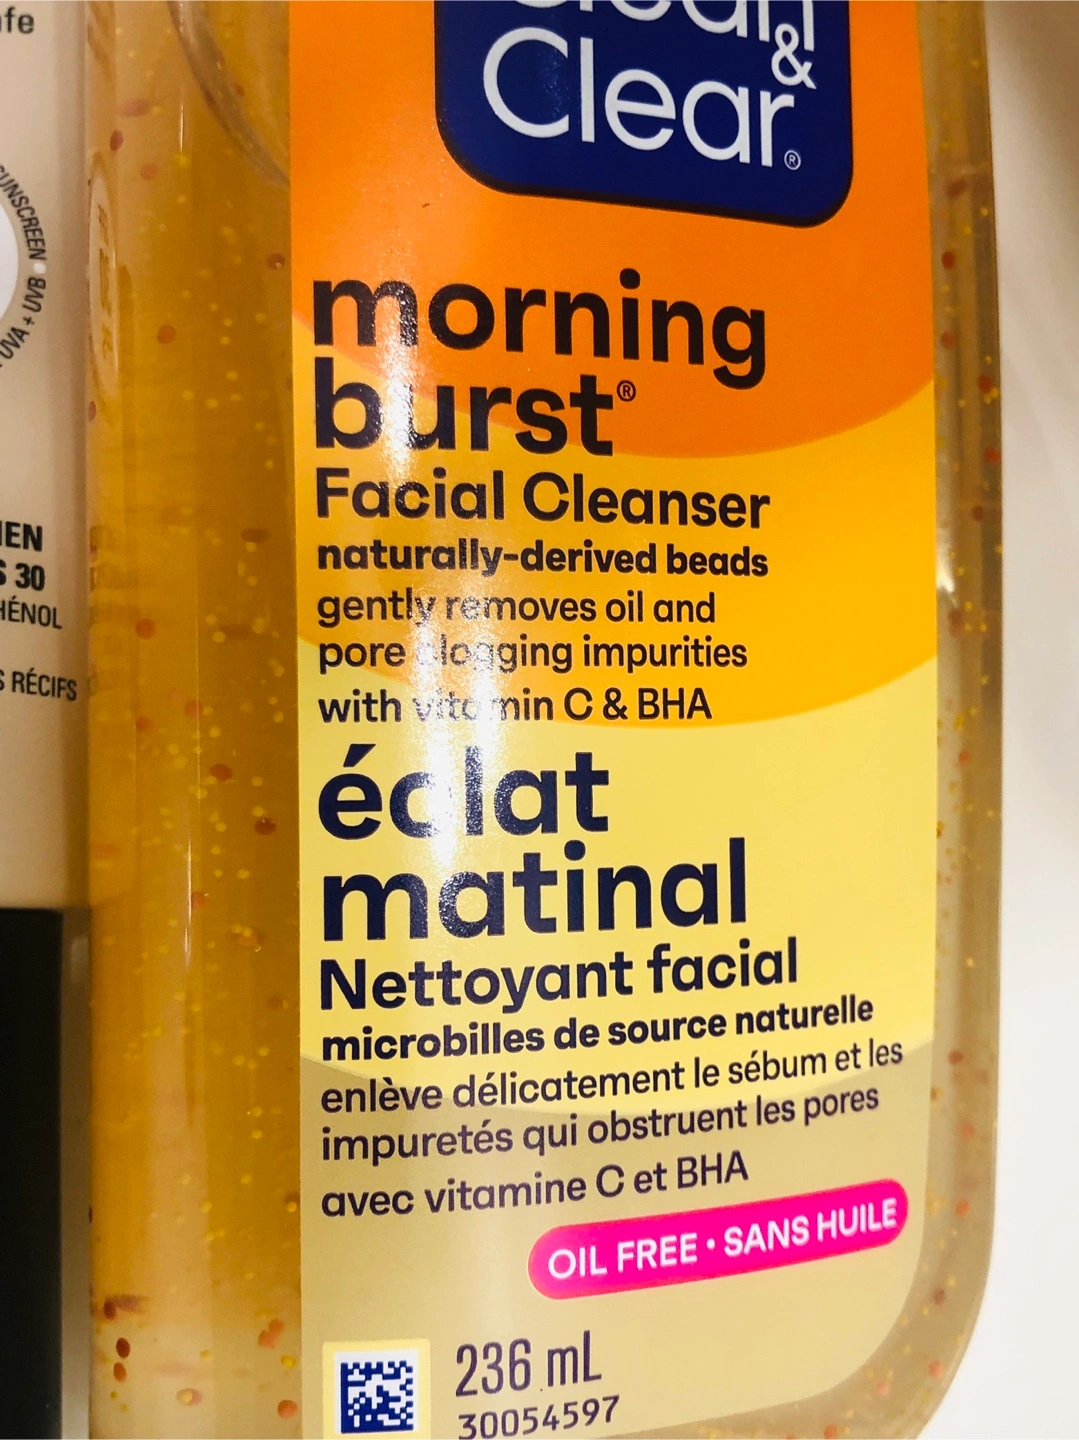 Clean
&
Clear®
morning
burst®
Facial Cleanser
naturally-derived beads
gently removes oil and
pore clogging impurities
with vitamin C & BHA
éclat
matinal
Nettoyant facial
microbilles de source naturelle
enlève délicatement le sébum et les
impuretés qui obstruent les pores
avec vitamine C et BHA
OIL FREE • SANS HUILE
236 mL
30054597
SUNSCREEN • UVA + UVB
30
RÉCIFS